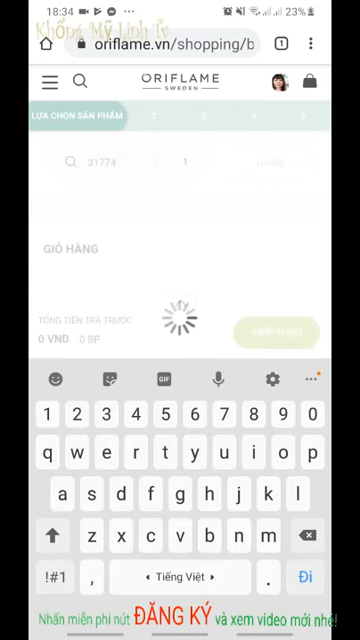 18:34
23%
Khổng Mỹ Linh Tv
oriflame.vn/shopping/b
1
ORIFLAME
SWEDEN
LỰA CHỌN SẢN PHẨM 2 3 4 5
31774 1
GIỎ HÀNG
TỔNG TIỀN TRẢ TRƯỚC
0 VND 0 BP
TIẾP THEO
GIF
1 2 3 4 5 6 7 8 9 0
q w e r t y u i o p
a s d f g h j k l
z x c v b n m
!#1 , Tiếng Việt . Đi
Nhấn miễn phí nút ĐĂNG KÝ và xem video mới nhé!